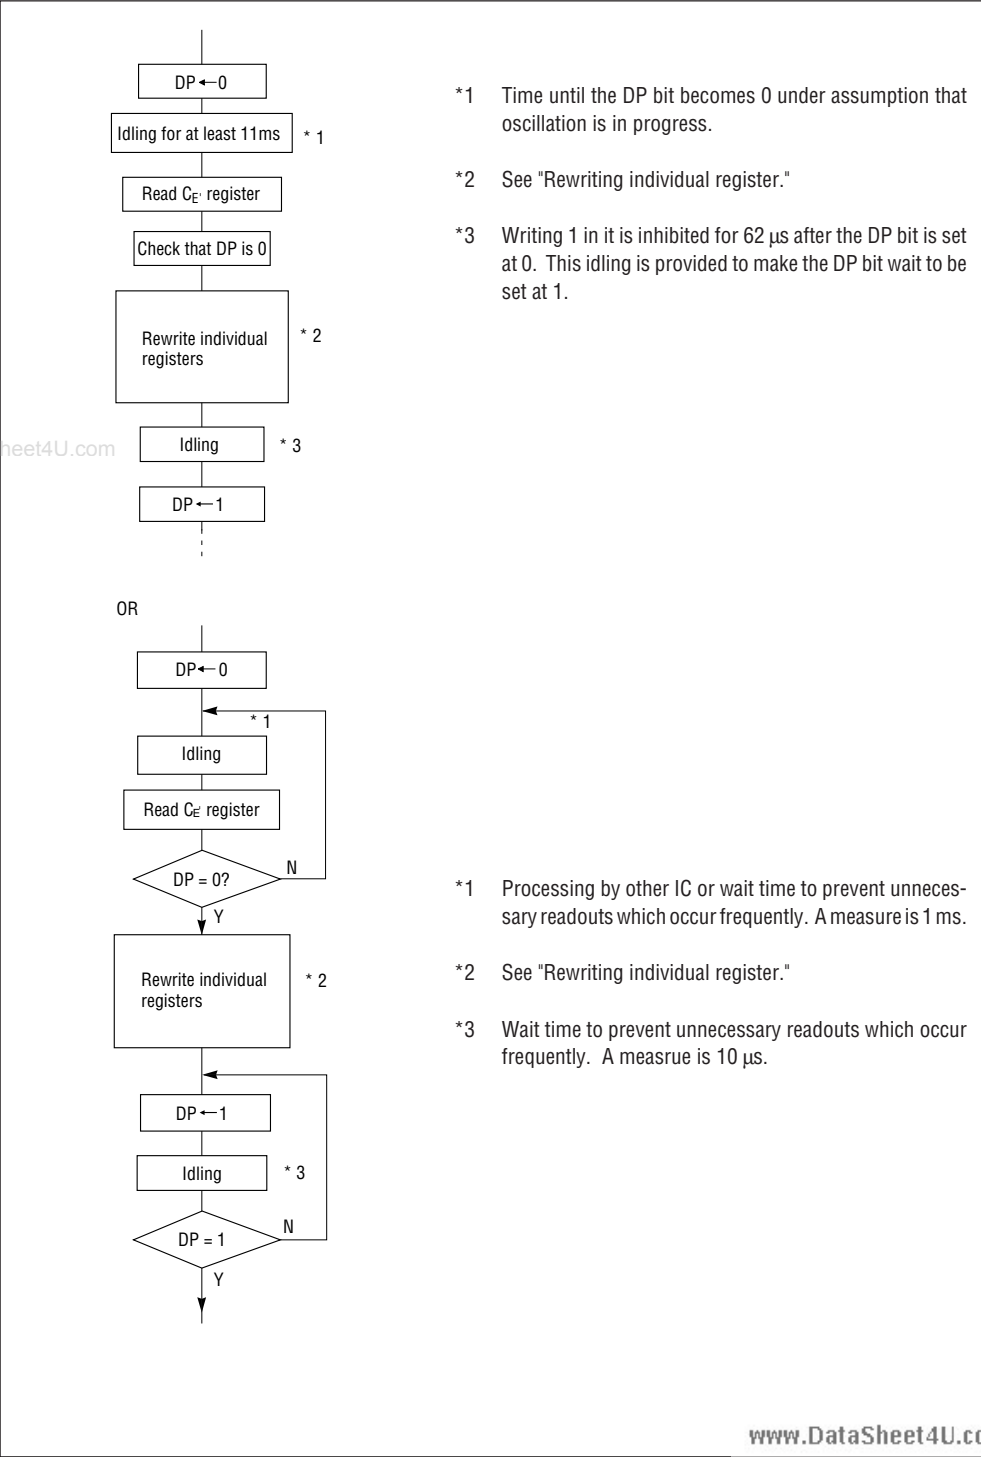 DP←0
Idling for at least 11ms * 1
Read CE' register
Check that DP is 0
Rewrite individual * 2
registers
Idling * 3
DP←1
*1 Time until the DP bit becomes 0 under assumption that
oscillation is in progress.
*2 See "Rewriting individual register."
*3 Writing 1 in it is inhibited for 62 µs after the DP bit is set
at 0. This idling is provided to make the DP bit wait to be
set at 1.
heet4U.com
OR
DP←0
* 1
Idling
Read CE' register
DP = 0? N
Y
Rewrite individual * 2
registers
DP←1
Idling * 3
DP = 1 N
Y
*1 Processing by other IC or wait time to prevent unneces-
sary readouts which occur frequently. A measure is 1 ms.
*2 See "Rewriting individual register."
*3 Wait time to prevent unnecessary readouts which occur
frequently. A measrue is 10 µs.
www.DataSheet4U.co